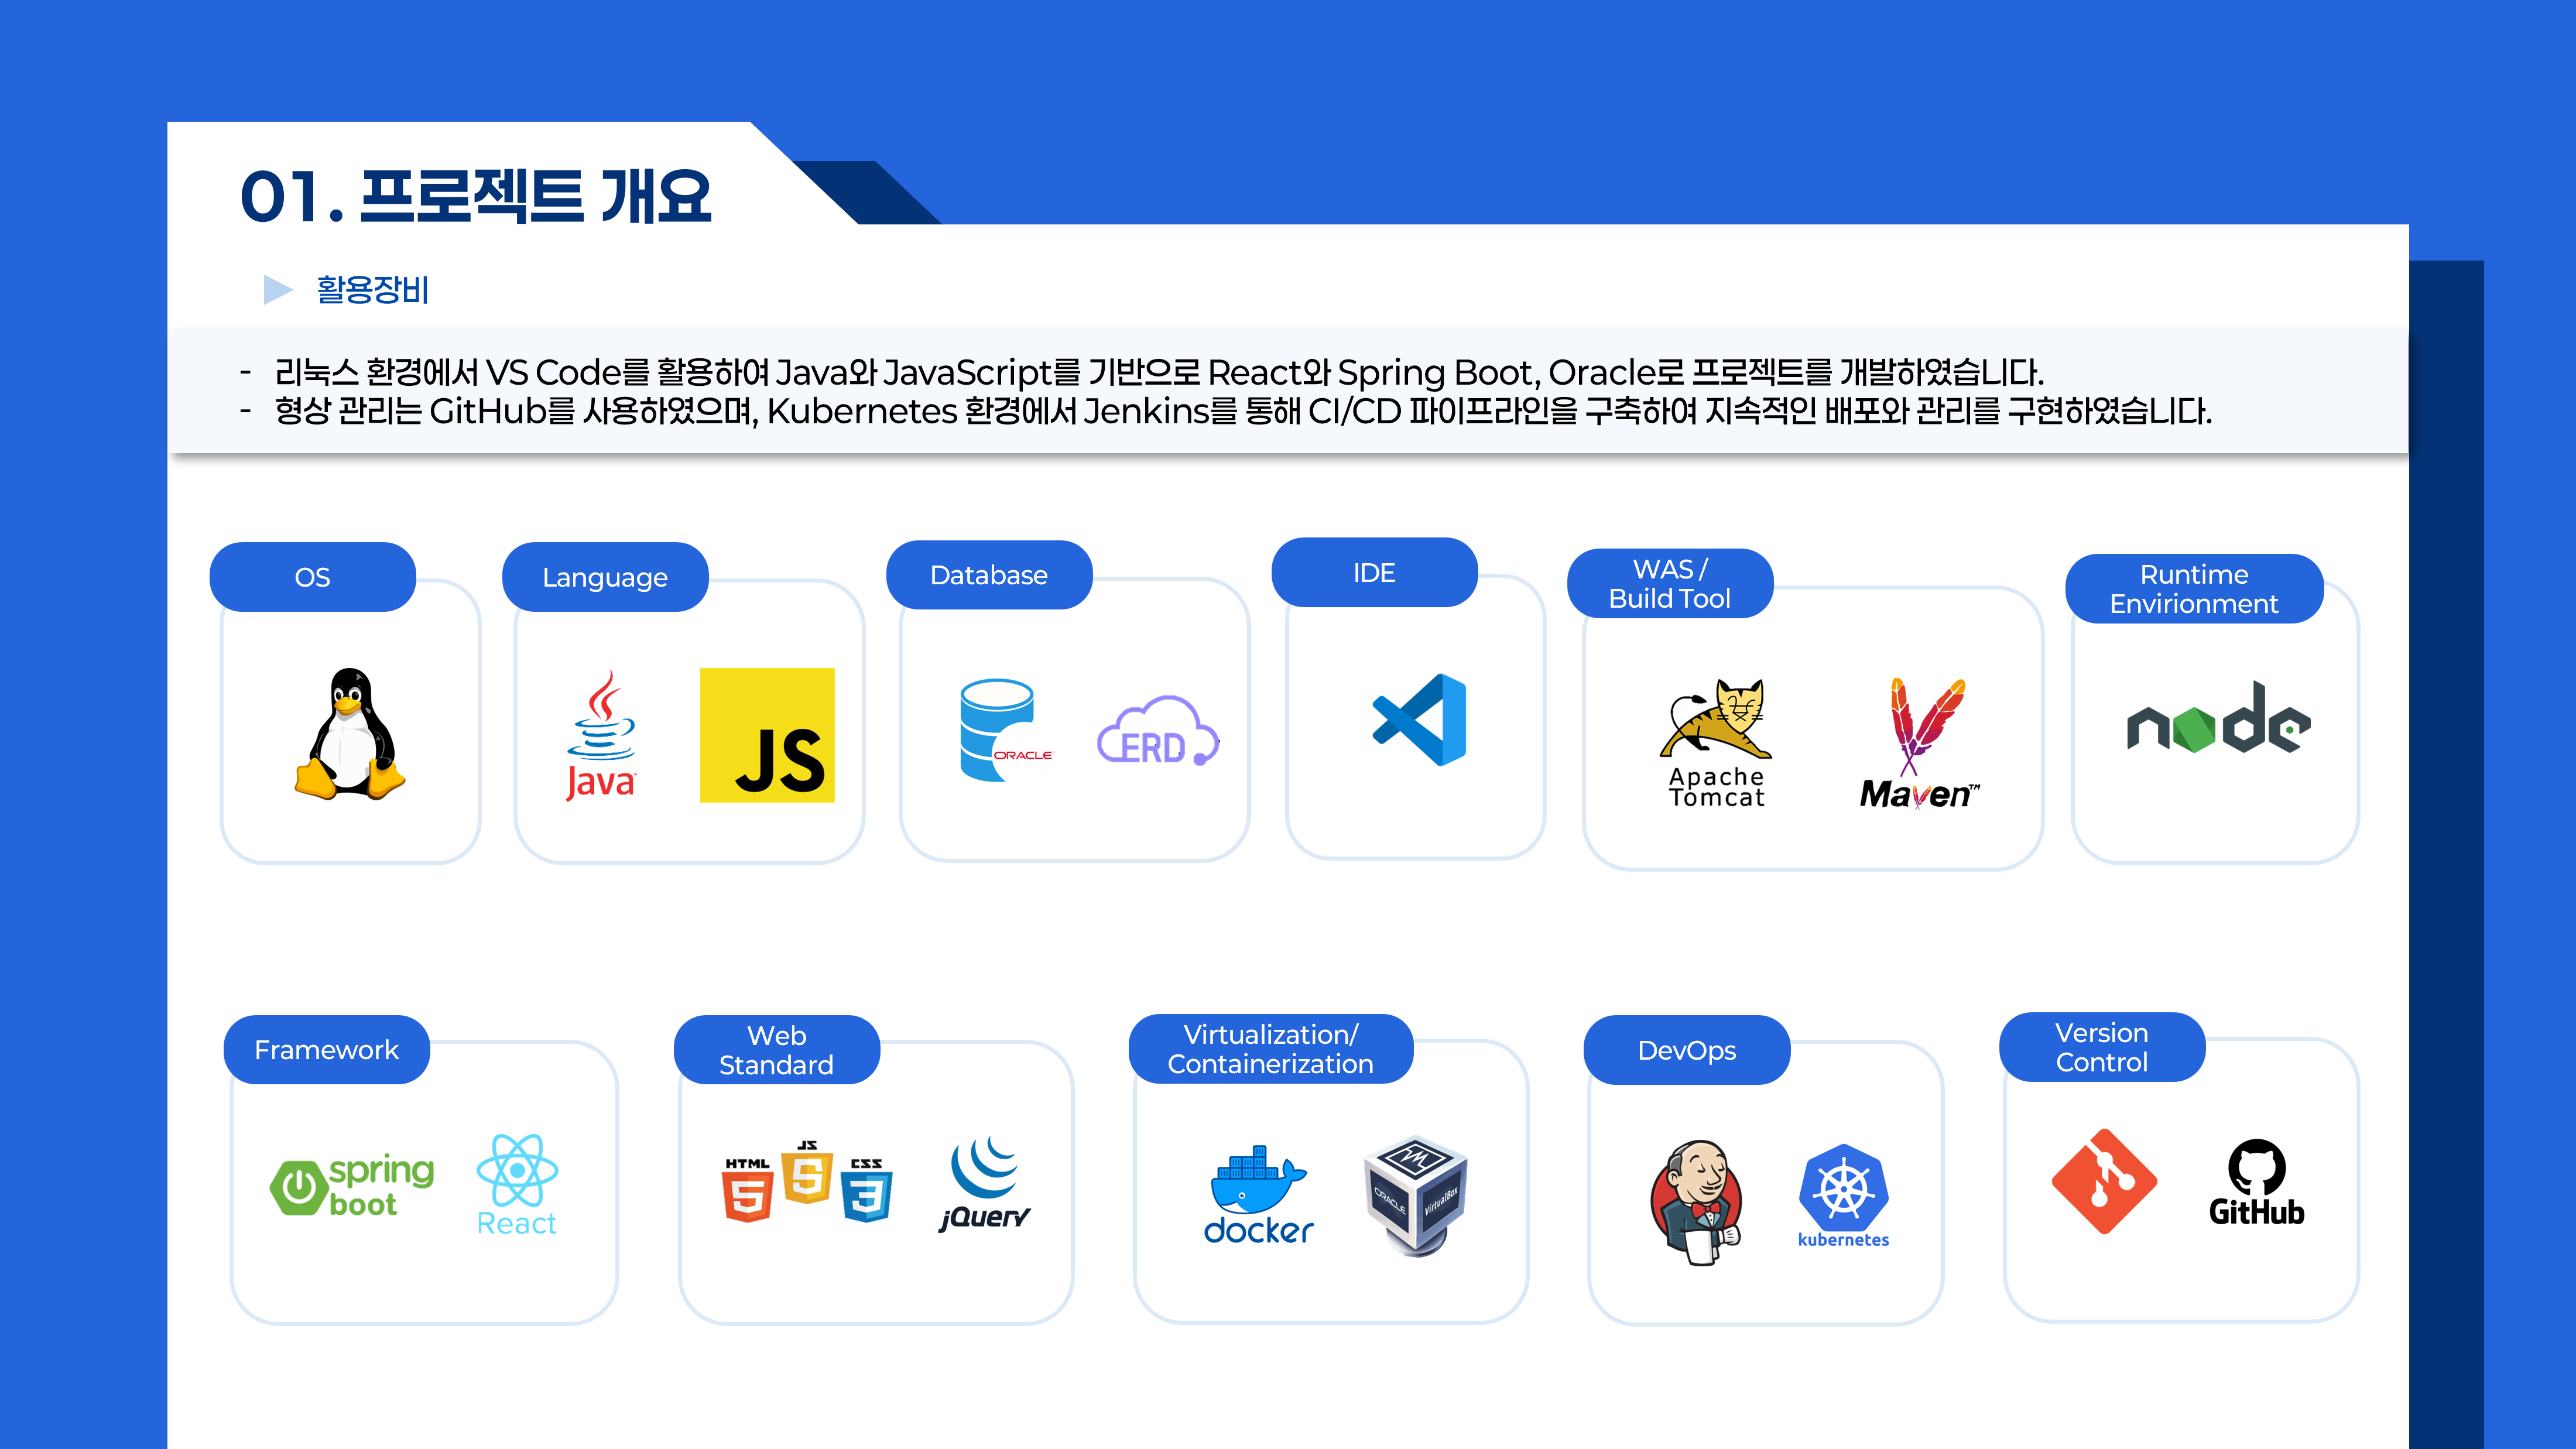 01. 프로젝트 개요
활용장비
- 리눅스 환경에서 VS Code를 활용하여 Java와 JavaScript를 기반으로 React와 Spring Boot, Oracle로 프로젝트를 개발하였습니다.
- 형상 관리는 GitHub를 사용하였으며, Kubernetes 환경에서 Jenkins를 통해 CI/CD 파이프라인을 구축하여 지속적인 배포와 관리를 구현하였습니다.
OS
Language
Java
JS
Database
ORACLE
ERD
IDE
WAS /
Build Tool
Apache
Tomcat
Maven™
Runtime
Envirionment
node
Framework
spring
boot
React
Web
Standard
HTML
5
JS
5
CSS
3
jQuery
Virtualization/
Containerization
docker
ORACLE
VirtualBox
DevOps
kubernetes
Version
Control
GitHub